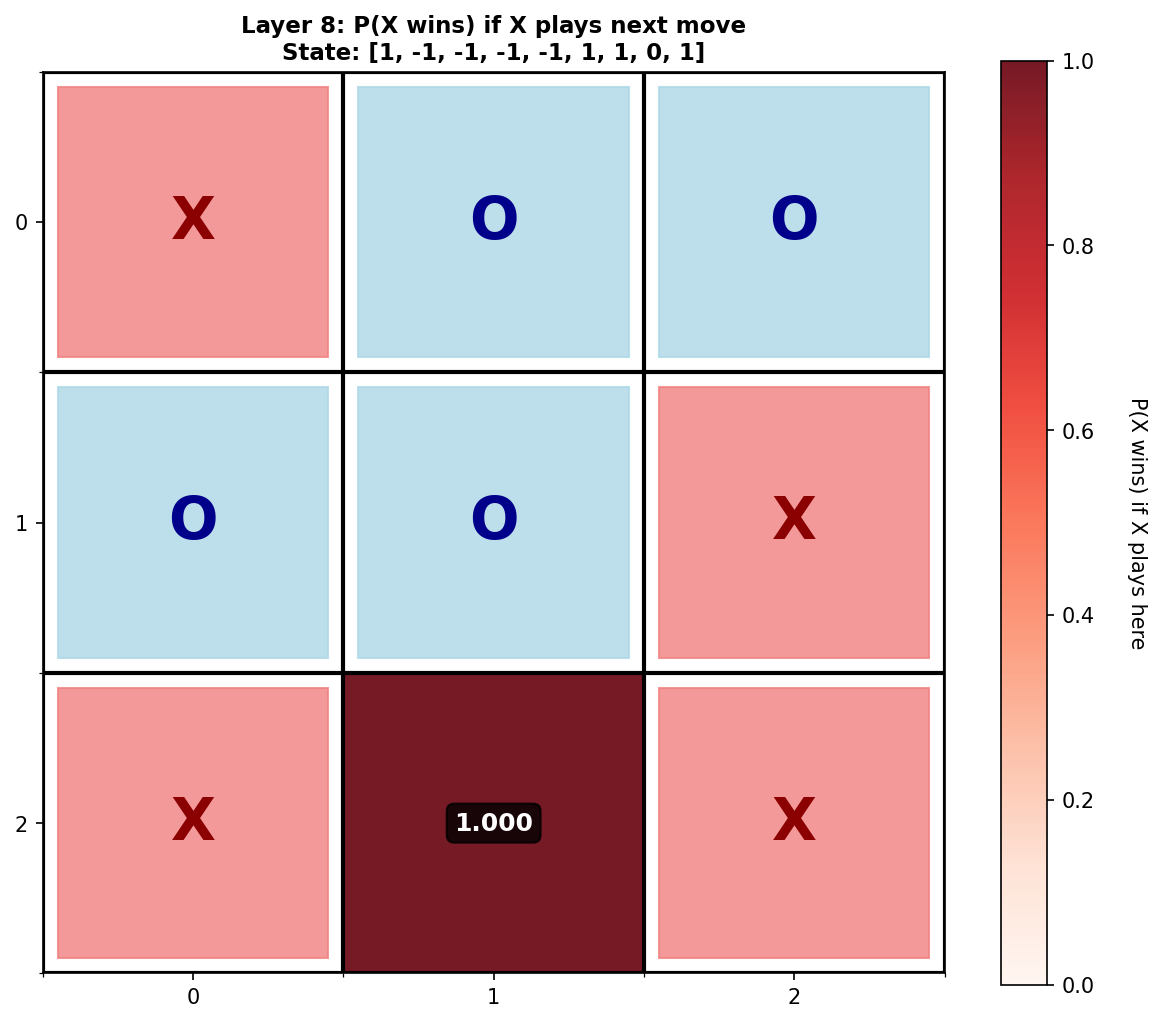 Layer 8: P(X wins) if X plays next move
State: [1, -1, -1, -1, -1, 1, 1, 0, 1]
0
X
O
O
1
O
O
X
2
X
1.000
X
0
1
2
1.0
0.8
0.6
0.4
0.2
0.0
P(X wins) if X plays here